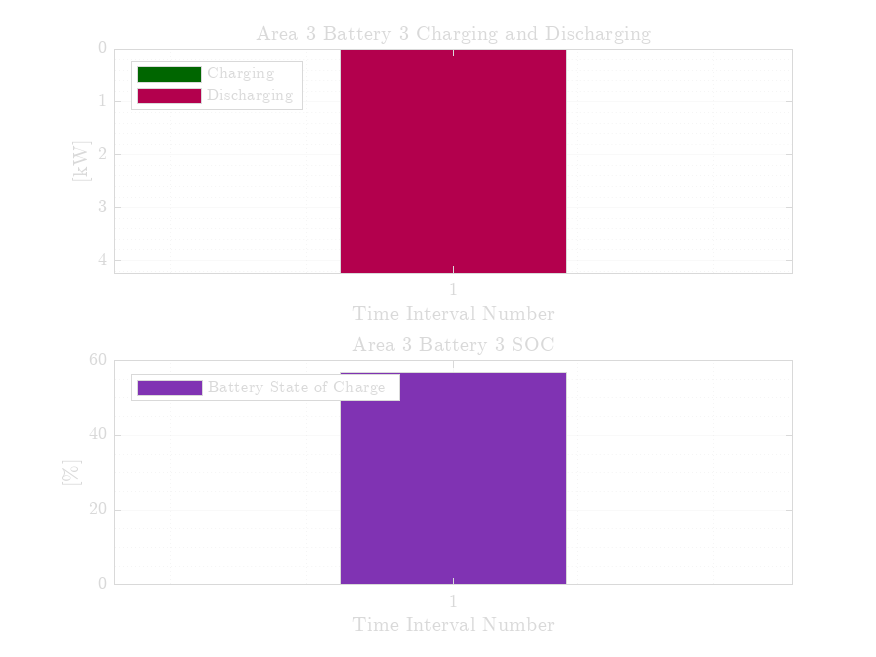 Area 3 Battery 3 Charging and Discharging
0
1
2
3
4
[kW]
Charging
Discharging
1
Time Interval Number
Area 3 Battery 3 SOC
60
40
20
0
[%]
Battery State of Charge
1
Time Interval Number